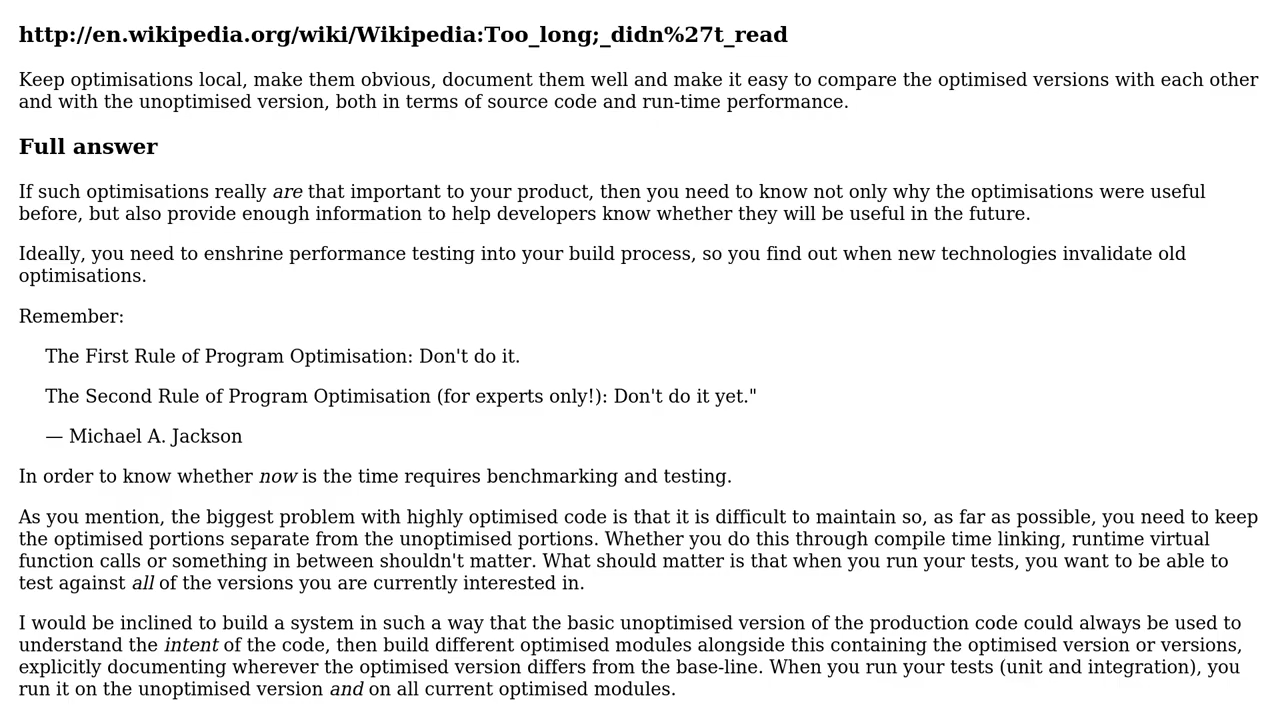 http://en.wikipedia.org/wiki/Wikipedia:Too_long;_didn%27t_read
Keep optimisations local, make them obvious, document them well and make it easy to compare the optimised versions with each other
and with the unoptimised version, both in terms of source code and run-time performance.
Full answer
If such optimisations really are that important to your product, then you need to know not only why the optimisations were useful
before, but also provide enough information to help developers know whether they will be useful in the future.
Ideally, you need to enshrine performance testing into your build process, so you find out when new technologies invalidate old
optimisations.
Remember:
The First Rule of Program Optimisation: Don't do it.
The Second Rule of Program Optimisation (for experts only!): Don't do it yet."
— Michael A. Jackson
In order to know whether now is the time requires benchmarking and testing.
As you mention, the biggest problem with highly optimised code is that it is difficult to maintain so, as far as possible, you need to keep
the optimised portions separate from the unoptimised portions. Whether you do this through compile time linking, runtime virtual
function calls or something in between shouldn't matter. What should matter is that when you run your tests, you want to be able to
test against all of the versions you are currently interested in.
I would be inclined to build a system in such a way that the basic unoptimised version of the production code could always be used to
understand the intent of the code, then build different optimised modules alongside this containing the optimised version or versions,
explicitly documenting wherever the optimised version differs from the base-line. When you run your tests (unit and integration), you
run it on the unoptimised version and on all current optimised modules.